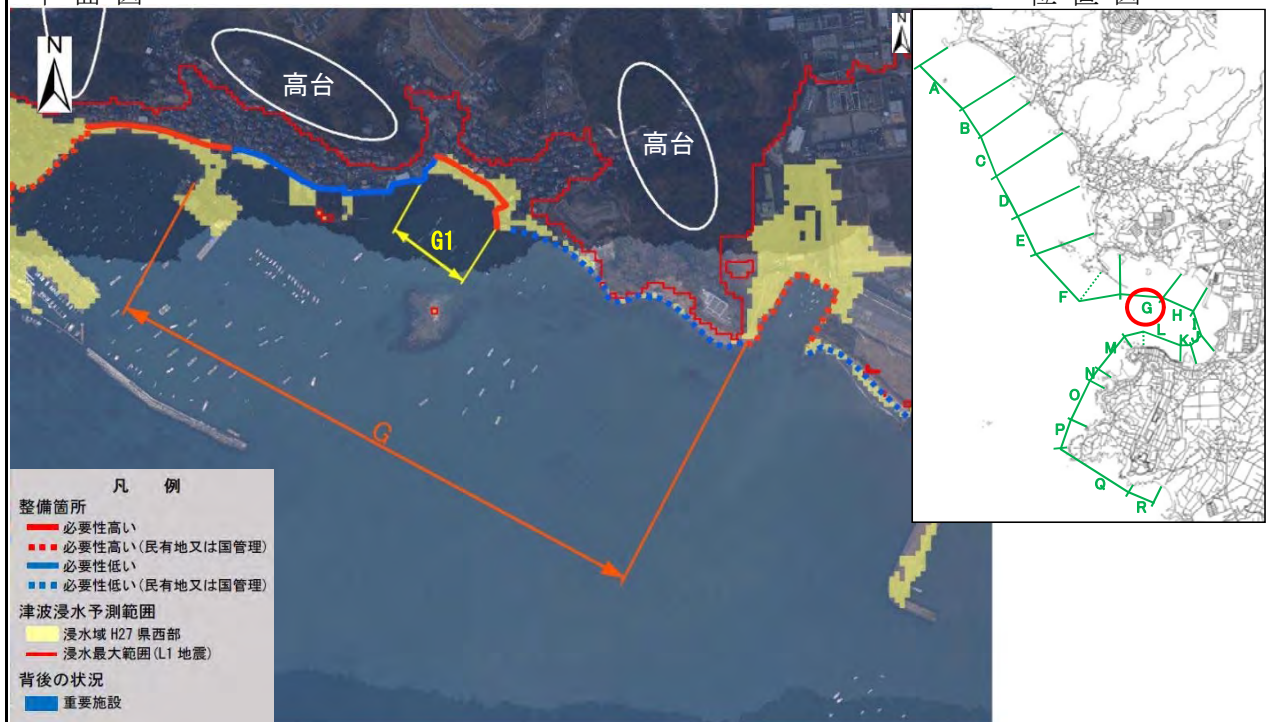 平面図
位置図
N
高台
高台
N
G1
G
凡 例
整備箇所
必要性高い
必要性高い(民有地又は国管理)
必要性低い
必要性低い(民有地又は国管理)
津波浸水予測範囲
浸水域 H27 県西部
浸水最大範囲(L1 地震)
背後の状況
重要施設
A
B
C
D
E
F
G
H
I
J
K
L
M
N
O
P
Q
R